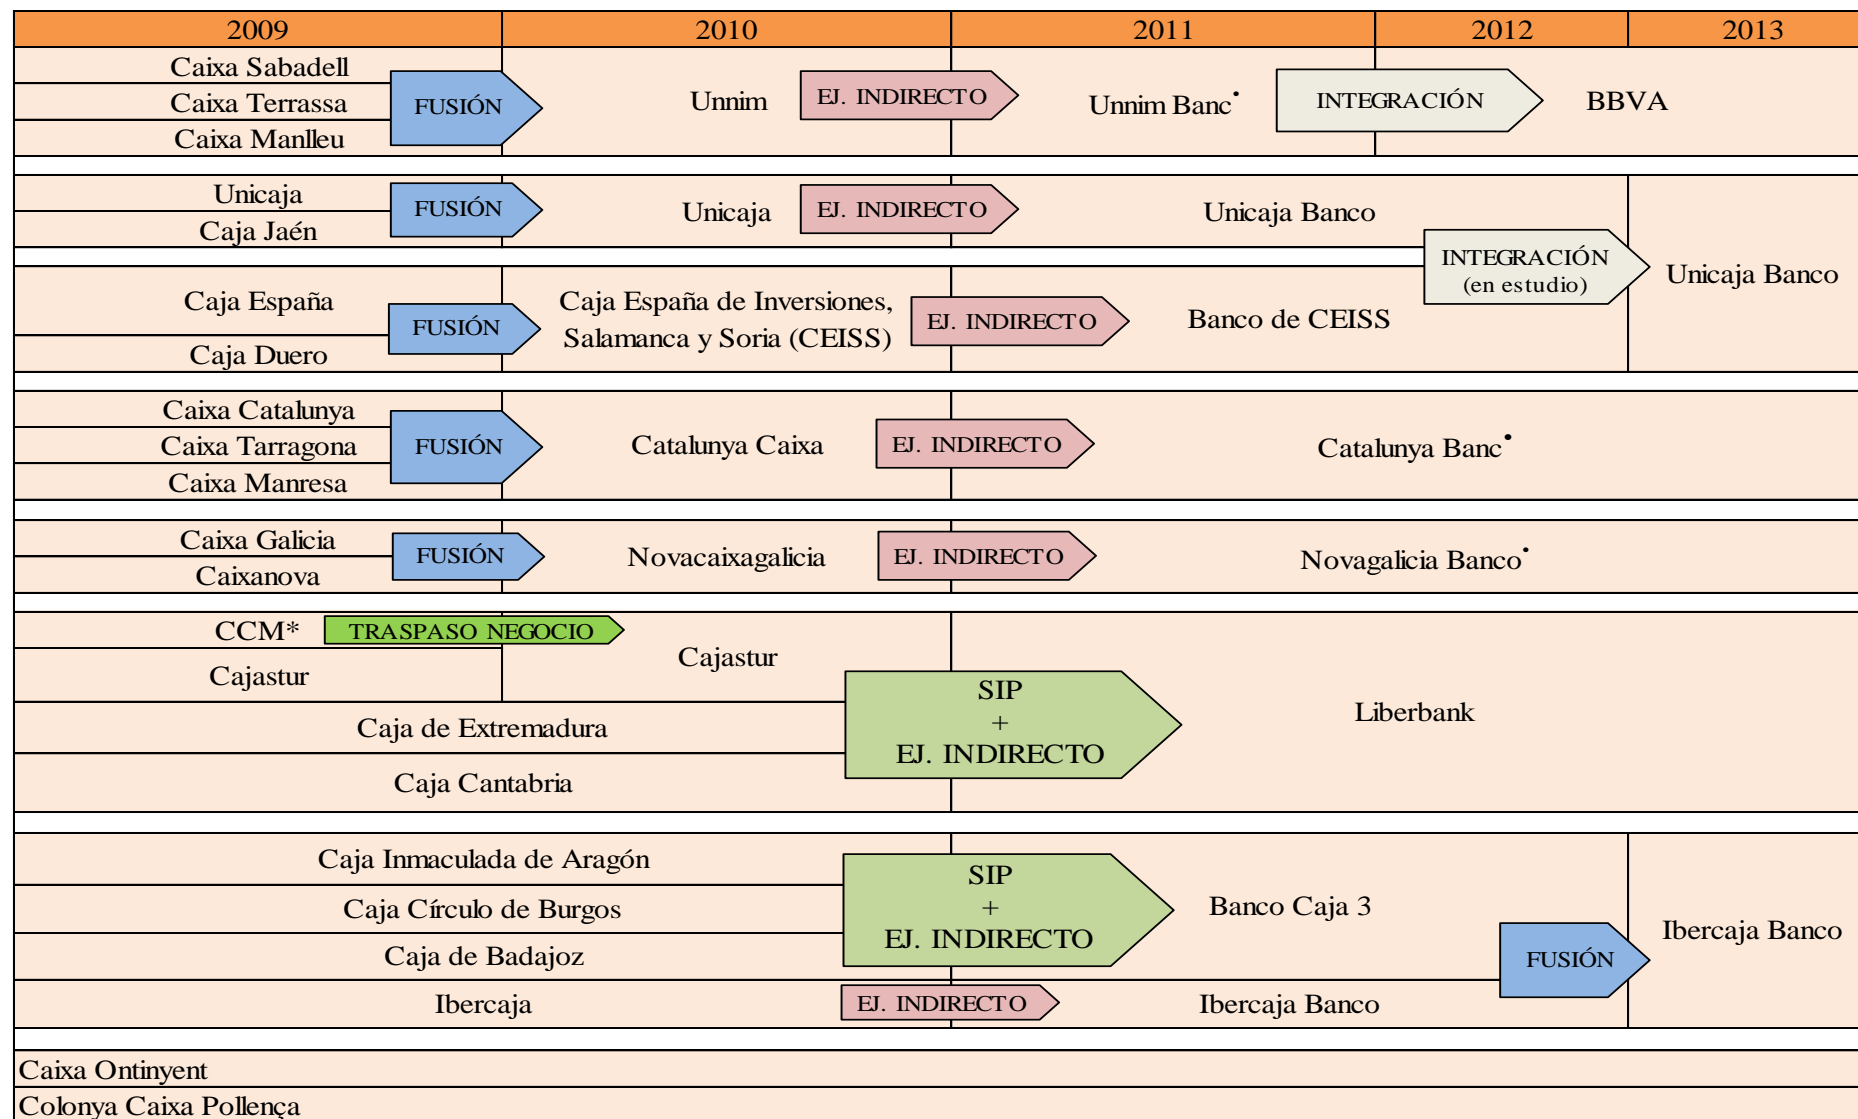 2009 2010 2011 2012 2013
Caixa Sabadell
Caixa Terrassa
Caixa Manlleu
FUSIÓN
Unnim
EJ. INDIRECTO
Unnim Banc•
INTEGRACIÓN
BBVA
Unicaja
Caja Jaén
FUSIÓN
Unicaja
EJ. INDIRECTO
Unicaja Banco
INTEGRACIÓN
(en estudio)
Unicaja Banco
Caja España
Caja Duero
FUSIÓN
Caja España de Inversiones,
Salamanca y Soria (CEISS)
EJ. INDIRECTO
Banco de CEISS
Caixa Catalunya
Caixa Tarragona
Caixa Manresa
FUSIÓN
Catalunya Caixa
EJ. INDIRECTO
Catalunya Banc•
Caixa Galicia
Caixanova
FUSIÓN
Novacaixagalicia
EJ. INDIRECTO
Novagalicia Banco•
CCM*
TRASPASO NEGOCIO
Cajastur
Cajastur
Caja de Extremadura
Caja Cantabria
SIP
+
EJ. INDIRECTO
Liberbank
Caja Inmaculada de Aragón
Caja Círculo de Burgos
Caja de Badajoz
SIP
+
EJ. INDIRECTO
Banco Caja 3
Ibercaja
EJ. INDIRECTO
Ibercaja Banco
FUSIÓN
Ibercaja Banco
Caixa Ontinyent
Colonya Caixa Pollença